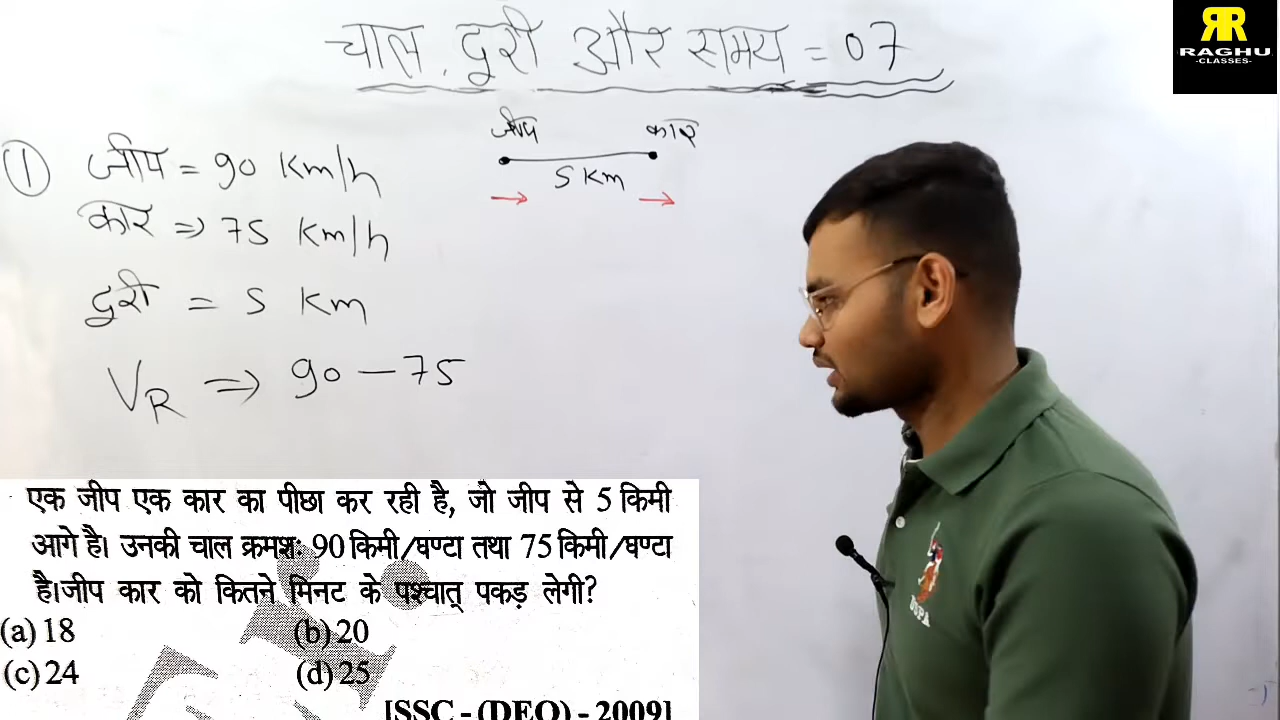 चाल, दूरी और समय = 07
RR
RAGHU
-CLASSES-
① जीप = 90 Km/h
कार => 75 Km/h
दूरी = 5 Km
VR => 90 - 75
जीप कार
5 Km
एक जीप एक कार का पीछा कर रही है, जो जीप से 5 किमी
आगे है। उनकी चाल क्रमशः 90 किमी/घण्टा तथा 75 किमी/घण्टा
है।जीप कार को कितने मिनट के पश्चात् पकड़ लेगी?
(a) 18 (b) 20
(c) 24 (d) 25
[SSC - (DEO) - 2009]